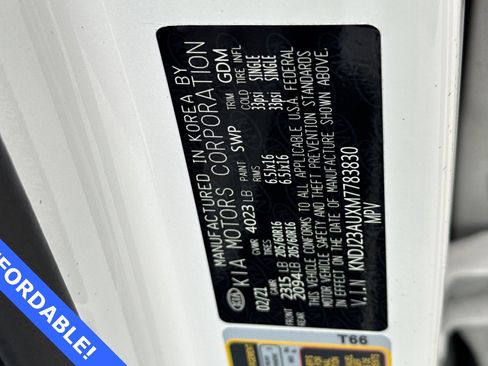 MANUFACTURED IN KOREA BY
KIA MOTORS CORPORATION
02/21 GVWR 4023 LB PAINT SWP TRIM GDM
TIRES RIMS COLD TIRE INFL
FRONT 2315 LB 205/60R16 6.5Jx16 33psi SINGLE
REAR 2094 LB 205/60R16 6.5Jx16 33psi SINGLE
THIS VEHICLE CONFORMS TO ALL APPLICABLE U.S.A. FEDERAL
MOTOR VEHICLE SAFETY AND THEFT PREVENTION STANDARDS
IN EFFECT ON THE DATE OF MANUFACTURE SHOWN ABOVE.
V.I.N KNDJ23AUXM7783830
MPV
T66
FORDABLE!